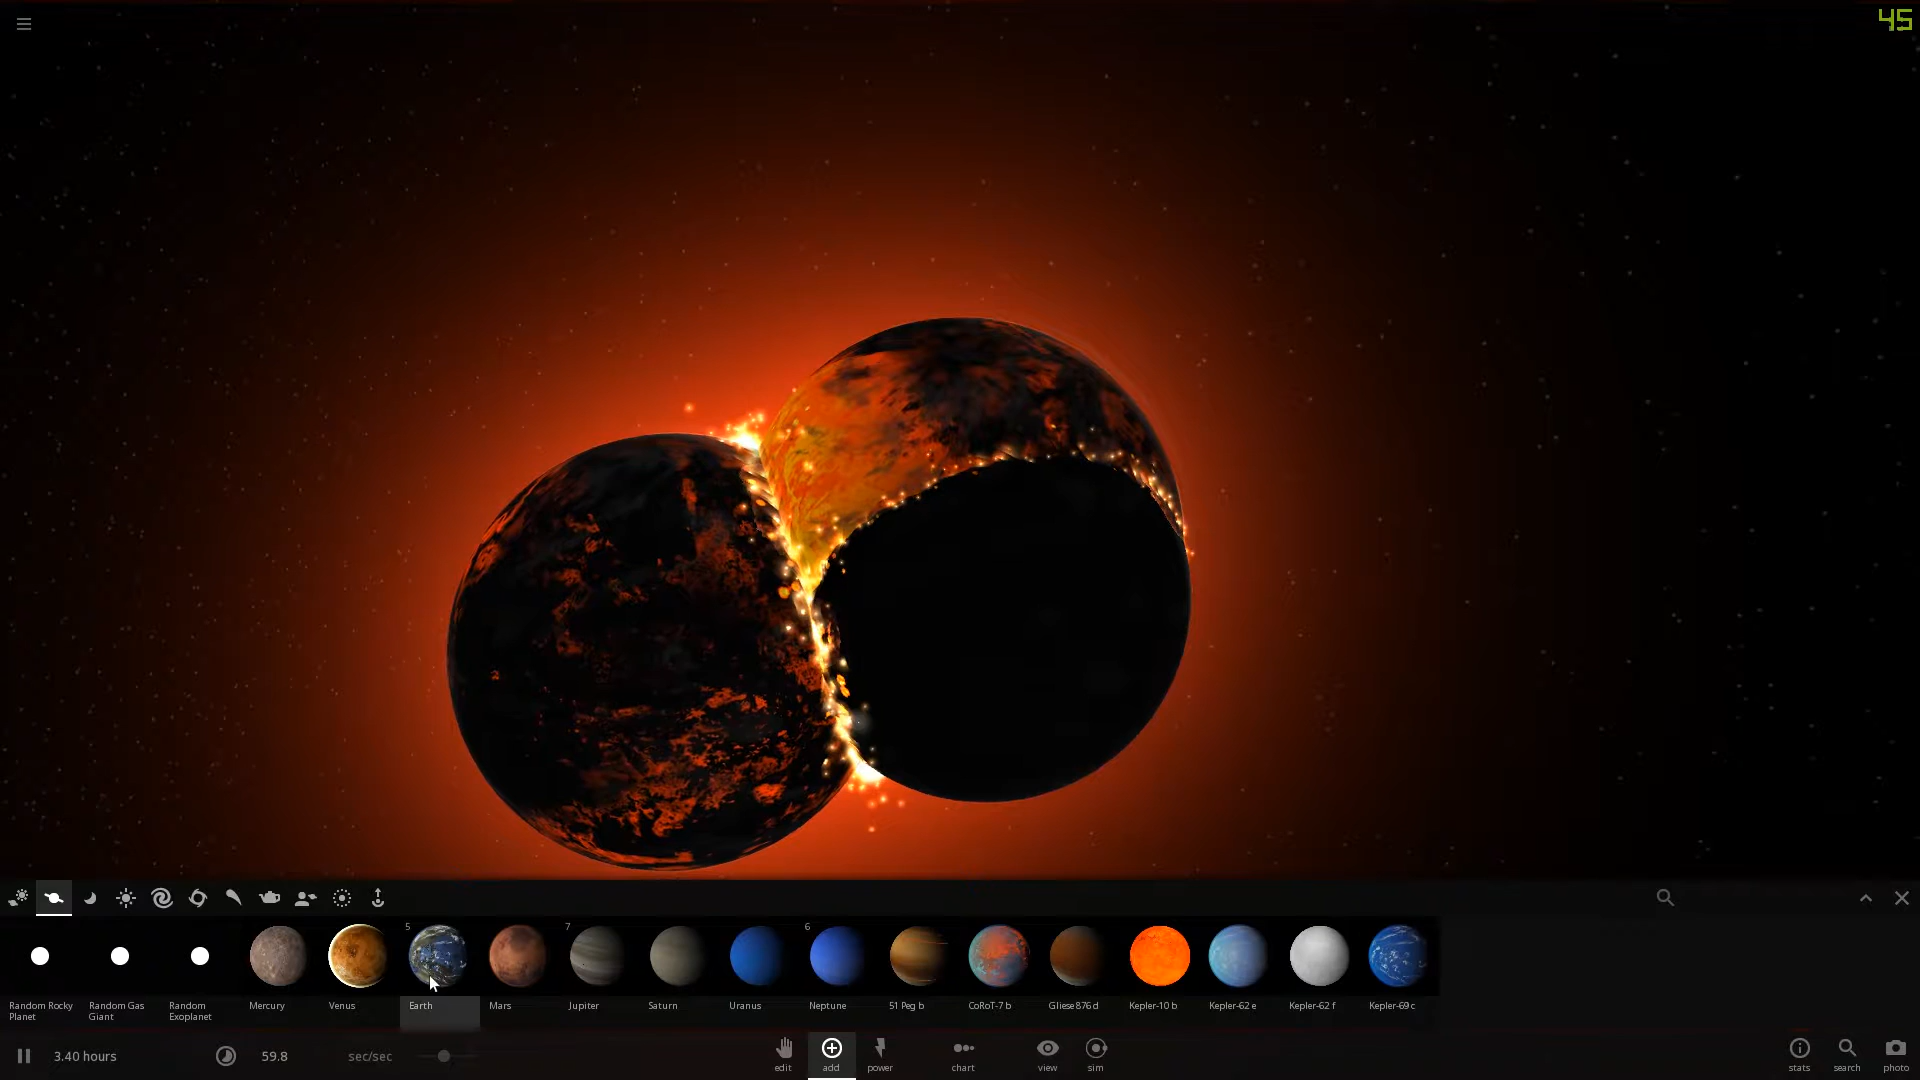 45
5
7
6
Random Rocky
Planet
Random Gas
Giant
Random
Exoplanet
Mercury
Venus
Earth
Mars
Jupiter
Saturn
Uranus
Neptune
51 Peg b
CoRoT-7 b
Gliese 876 d
Kepler-10 b
Kepler-62 e
Kepler-62 f
Kepler-69 c
3.40 hours
59.8
sec/sec
edit
add
power
chart
view
sim
stats
search
photo